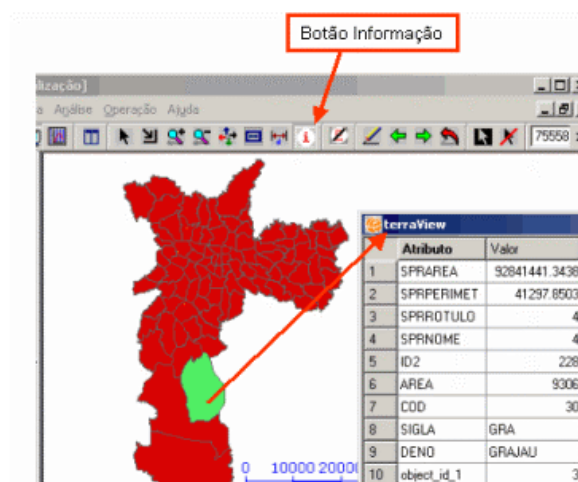 Botão Informação
lização]
a Análise Operação Ajuda
75558
terraView
Atributo Valor
1 SPRAREA 92841441.3438
2 SPRPERIMET 41297.8503
3 SPRROTULO 4
4 SPRNOME 4
5 ID2 228
6 AREA 9306
7 COD 30
8 SIGLA GRA
9 DENO GRAJAU
10 object_id_1 3
0 10000 2000